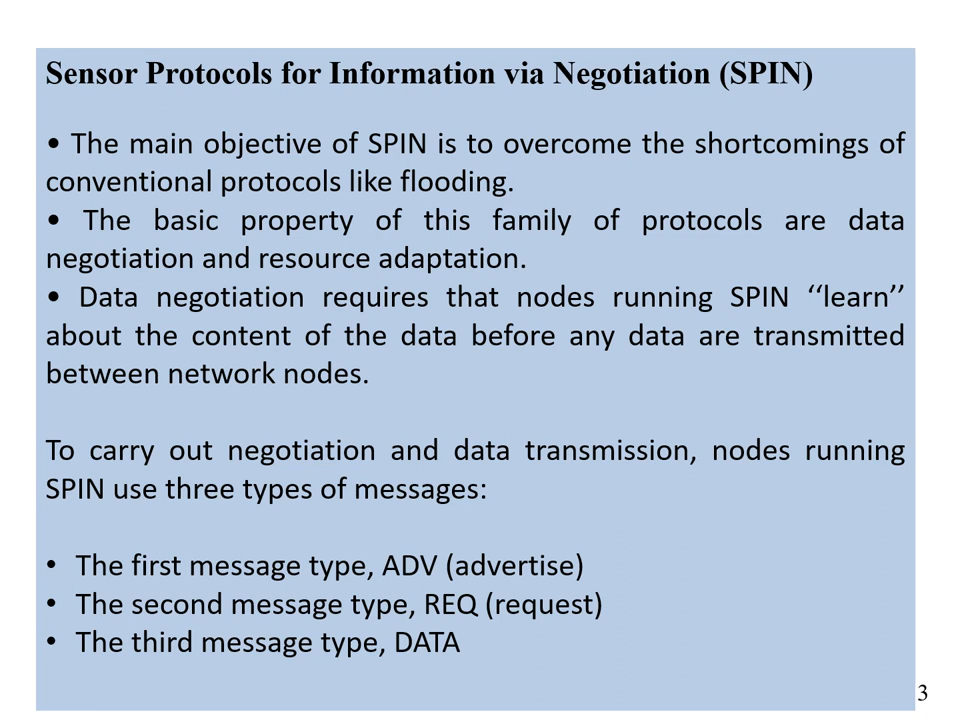 Sensor Protocols for Information via Negotiation (SPIN)
• The main objective of SPIN is to overcome the shortcomings of
conventional protocols like flooding.
• The basic property of this family of protocols are data
negotiation and resource adaptation.
• Data negotiation requires that nodes running SPIN ‘‘learn’’
about the content of the data before any data are transmitted
between network nodes.
To carry out negotiation and data transmission, nodes running
SPIN use three types of messages:
• The first message type, ADV (advertise)
• The second message type, REQ (request)
• The third message type, DATA
3